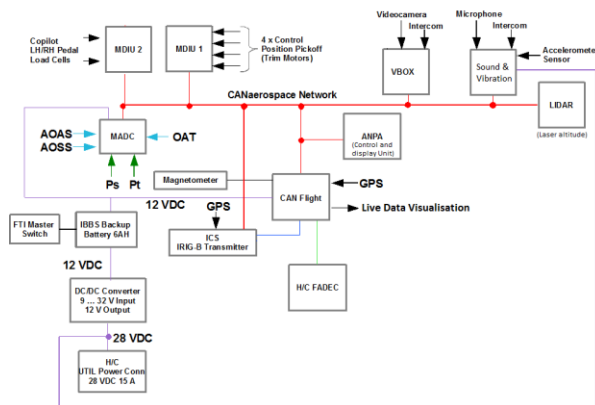 Videocamera
Intercom
Microphone
Intercom
Copilot
LH/RH Pedal
Load Cells
MDIU 2
MDIU 1
4 x Control
Position Pickoff
(Trim Motors)
VBOX
Sound &
Vibration
Acceleromete
Sensor
CANaerospace Network
LIDAR
(Laser altitude)
AOAS
AOSS
MADC
OAT
ANPA
(Control and
display Unit)
Ps
Pt
Magnetometer
12 VDC
GPS
CAN Flight
GPS
Live Data Visualisation
FTI Master
Switch
IBBS Backup
Battery 6AH
ICS
IRIG-B Transmitter
12 VDC
H/C FADEC
DC/DC Converter
9 ... 32 V Input
12 V Output
28 VDC
H/C
UTIL Power Conn
28 VDC 15 A